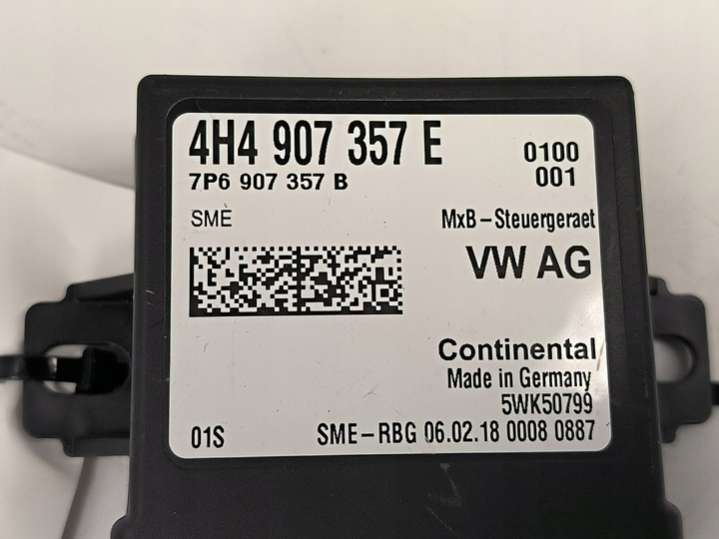 4H4 907 357 E 0100
7P6 907 357 B 001
SME MxB-Steuergeraet
VW AG
Continental
Made in Germany
5WK50799
01S SME-RBG 06.02.18 0008 0887